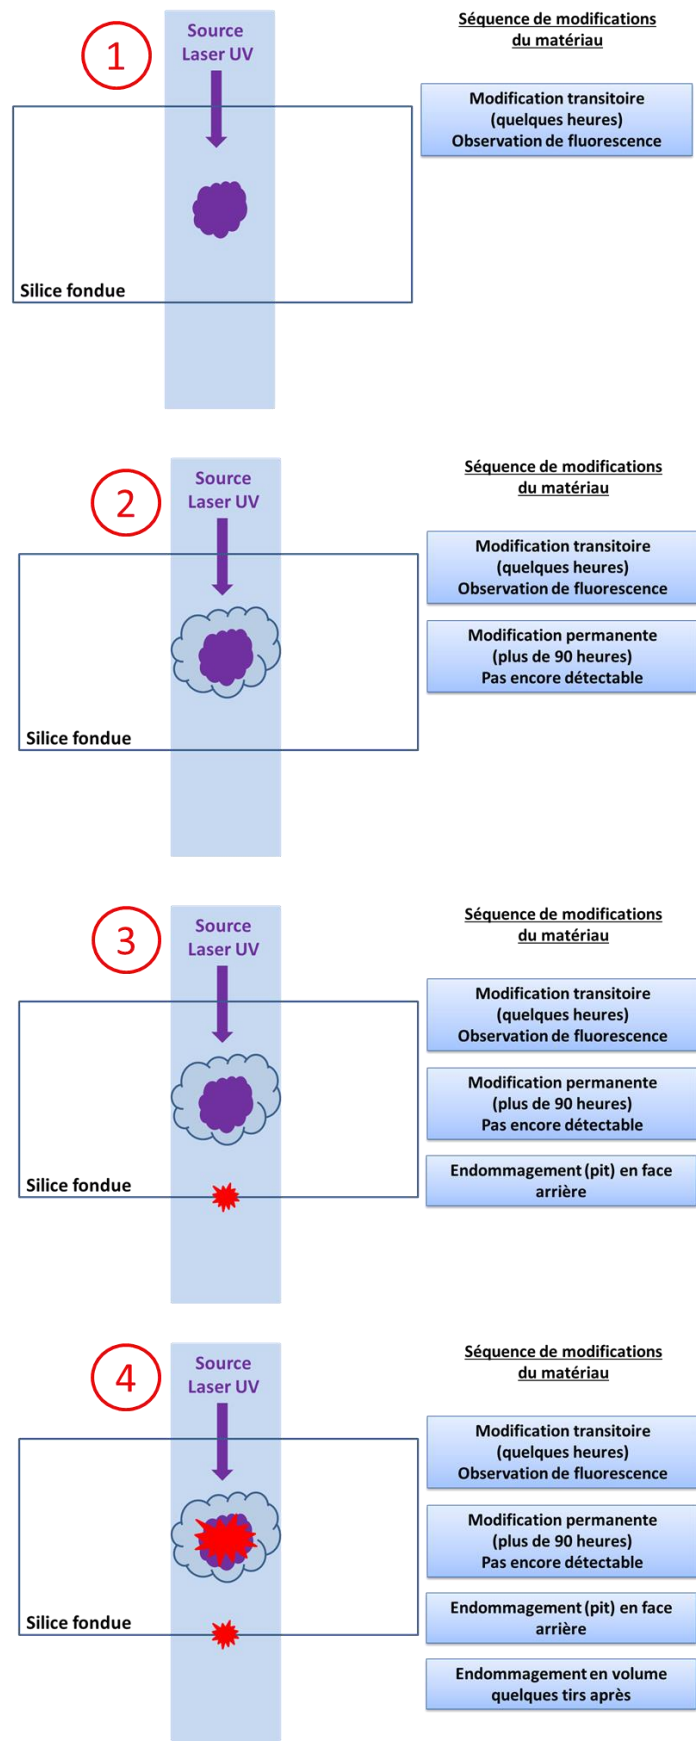 1
Source
Laser UV
Silice fondue
Séquence de modifications
du matériau
Modification transitoire
(quelques heures)
Observation de fluorescence
2
Source
Laser UV
Silice fondue
Séquence de modifications
du matériau
Modification transitoire
(quelques heures)
Observation de fluorescence
Modification permanente
(plus de 90 heures)
Pas encore détectable
3
Source
Laser UV
Silice fondue
Séquence de modifications
du matériau
Modification transitoire
(quelques heures)
Observation de fluorescence
Modification permanente
(plus de 90 heures)
Pas encore détectable
Endommagement (pit) en face
arrière
4
Source
Laser UV
Silice fondue
Séquence de modifications
du matériau
Modification transitoire
(quelques heures)
Observation de fluorescence
Modification permanente
(plus de 90 heures)
Pas encore détectable
Endommagement (pit) en face
arrière
Endommagement en volume
quelques tirs après